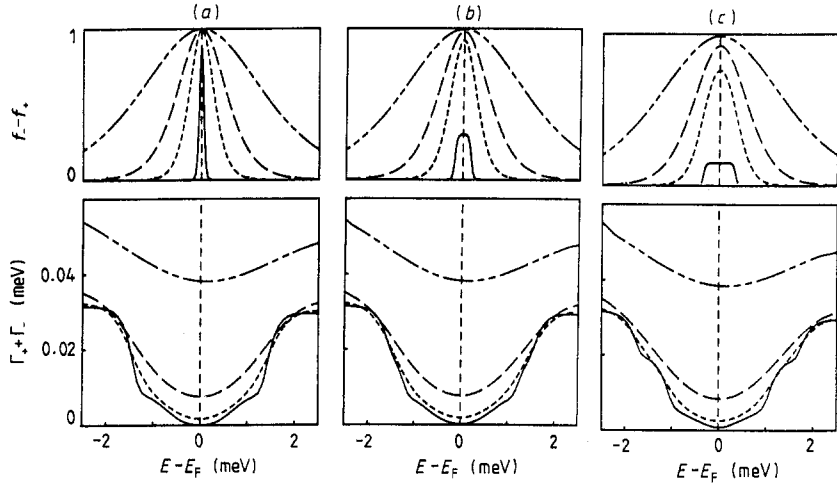 (a)
(b)
(c)
1
f₋-f₊
0
0.04
0.02
0
Γ₊+Γ₋ (meV)
-2 0 2
-2 0 2
-2 0 2
E-E_F (meV)
E-E_F (meV)
E-E_F (meV)